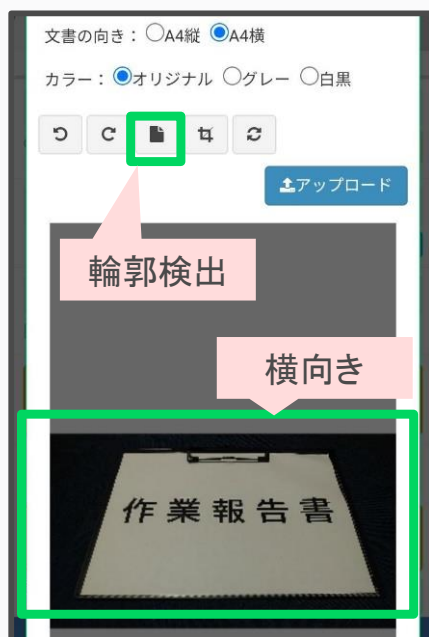 文書の向き：○A4縦 ◉A4横
カラー：◉オリジナル ○グレー ○白黒
アップロード
輪郭検出
横向き
作業報告書